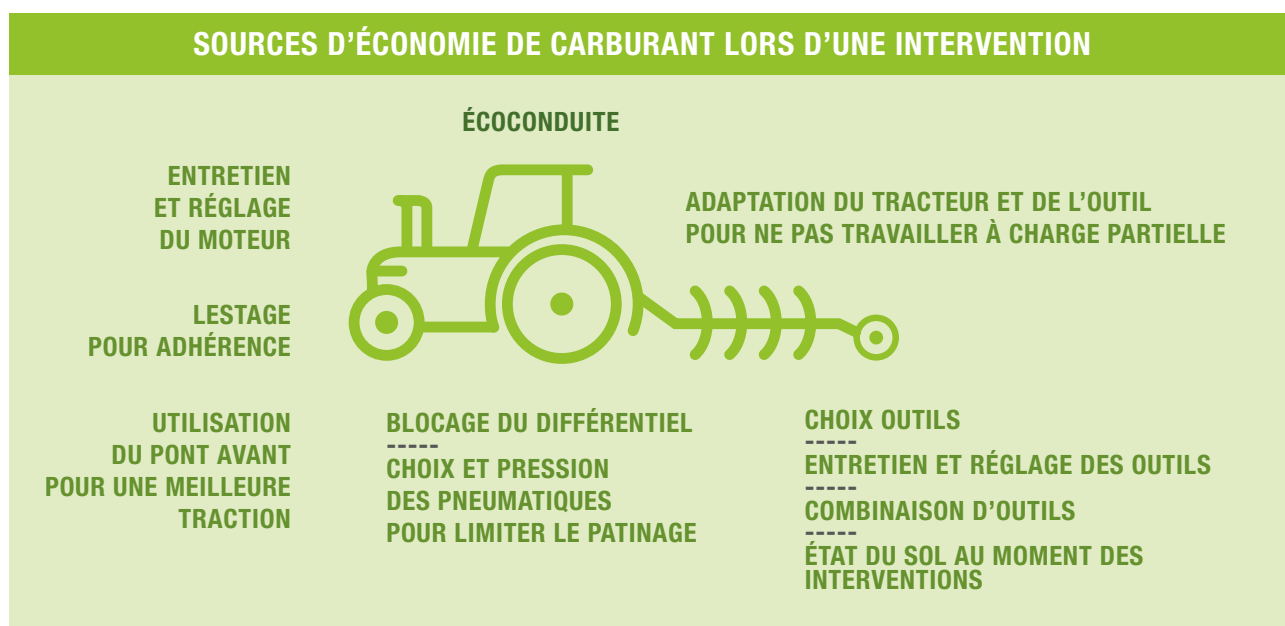 SOURCES D'ÉCONOMIE DE CARBURANT LORS D'UNE INTERVENTION
ÉCOCONDUITE
ENTRETIEN
ET RÉGLAGE
DU MOTEUR
ADAPTATION DU TRACTEUR ET DE L'OUTIL
POUR NE PAS TRAVAILLER À CHARGE PARTIELLE
LESTAGE
POUR ADHÉRENCE
UTILISATION
DU PONT AVANT
POUR UNE MEILLEURE
TRACTION
BLOCAGE DU DIFFÉRENTIEL
-----
CHOIX ET PRESSION
DES PNEUMATIQUES
POUR LIMITER LE PATINAGE
CHOIX OUTILS
-----
ENTRETIEN ET RÉGLAGE DES OUTILS
-----
COMBINAISON D'OUTILS
-----
ÉTAT DU SOL AU MOMENT DES
INTERVENTIONS